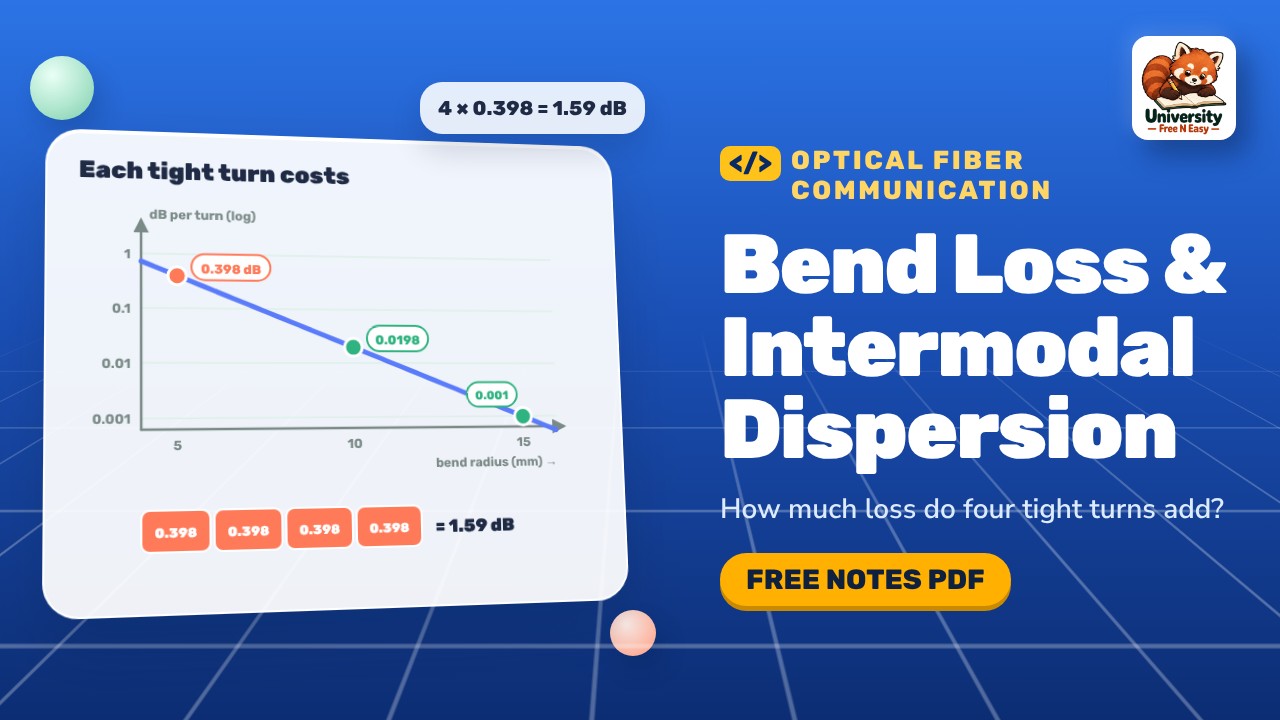 4 × 0.398 = 1.59 dB
Each tight turn costs
dB per turn (log)
1
0.398 dB
0.1
0.0198
0.01
0.001
0.001
5
10
15
bend radius (mm) →
0.398 0.398 0.398 0.398 = 1.59 dB
University
— Free N Easy —
</> OPTICAL FIBER
COMMUNICATION
Bend Loss &
Intermodal
Dispersion
How much loss do four tight turns add?
FREE NOTES PDF